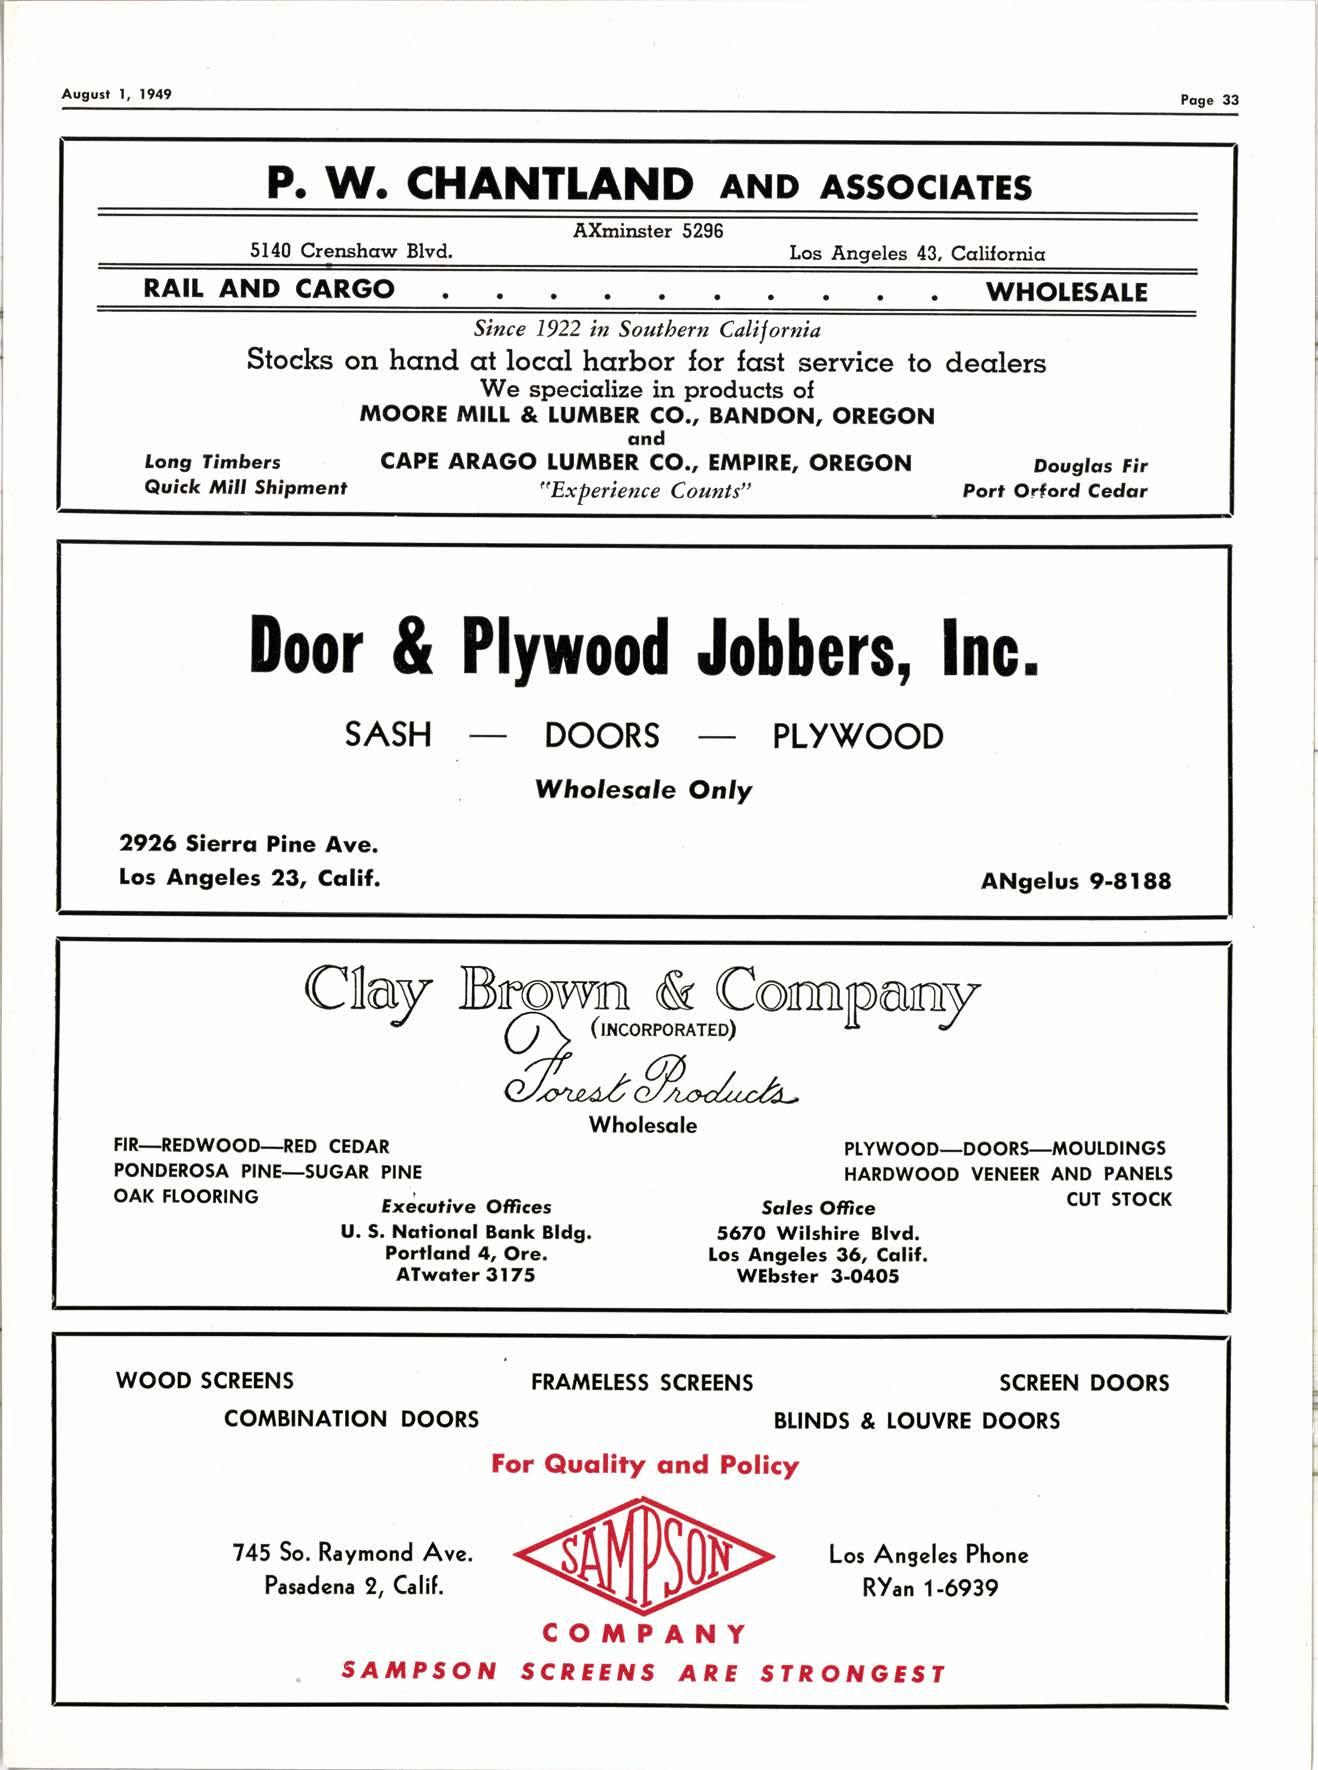 August 1, 1949
Page 33
P. W. CHANTLAND AND ASSOCIATES
AXminster 5296
5140 Crenshaw Blvd. Los Angeles 43, California
RAIL AND CARGO . . . . . . . . . . WHOLESALE
Since 1922 in Southern California
Stocks on hand at local harbor for fast service to dealers
We specialize in products of
MOORE MILL & LUMBER CO., BANDON, OREGON
and
Long Timbers CAPE ARAGO LUMBER CO., EMPIRE, OREGON Douglas Fir
Quick Mill Shipment "Experience Counts" Port Orford Cedar
Door & Plywood Jobbers, Inc.
SASH — DOORS — PLYWOOD
Wholesale Only
2926 Sierra Pine Ave.
Los Angeles 23, Calif. ANgelus 9-8188
Clay Brown & Company
(INCORPORATED)
Forest Products
Wholesale
FIR—REDWOOD—RED CEDAR PLYWOOD—DOORS—MOULDINGS
PONDEROSA PINE—SUGAR PINE HARDWOOD VENEER AND PANELS
OAK FLOORING CUT STOCK
Executive Offices Sales Office
U. S. National Bank Bldg. 5670 Wilshire Blvd.
Portland 4, Ore. Los Angeles 36, Calif.
ATwater 3175 WEbster 3-0405
WOOD SCREENS FRAMELESS SCREENS SCREEN DOORS
COMBINATION DOORS BLINDS & LOUVRE DOORS
For Quality and Policy
SAMPSON
745 So. Raymond Ave. Los Angeles Phone
Pasadena 2, Calif. RYan 1-6939
COMPANY
SAMPSON SCREENS ARE STRONGEST